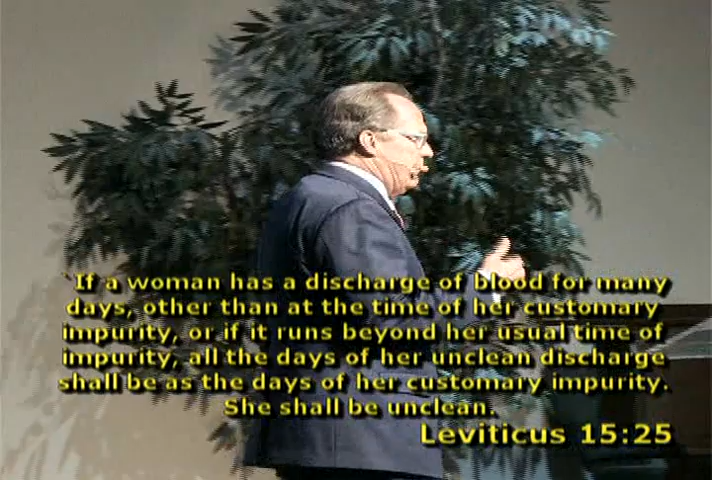 `If a woman has a discharge of blood for many
days, other than at the time of her customary
impurity, or if it runs beyond her usual time of
impurity, all the days of her unclean discharge
shall be as the days of her customary impurity.
She shall be unclean.
Leviticus 15:25